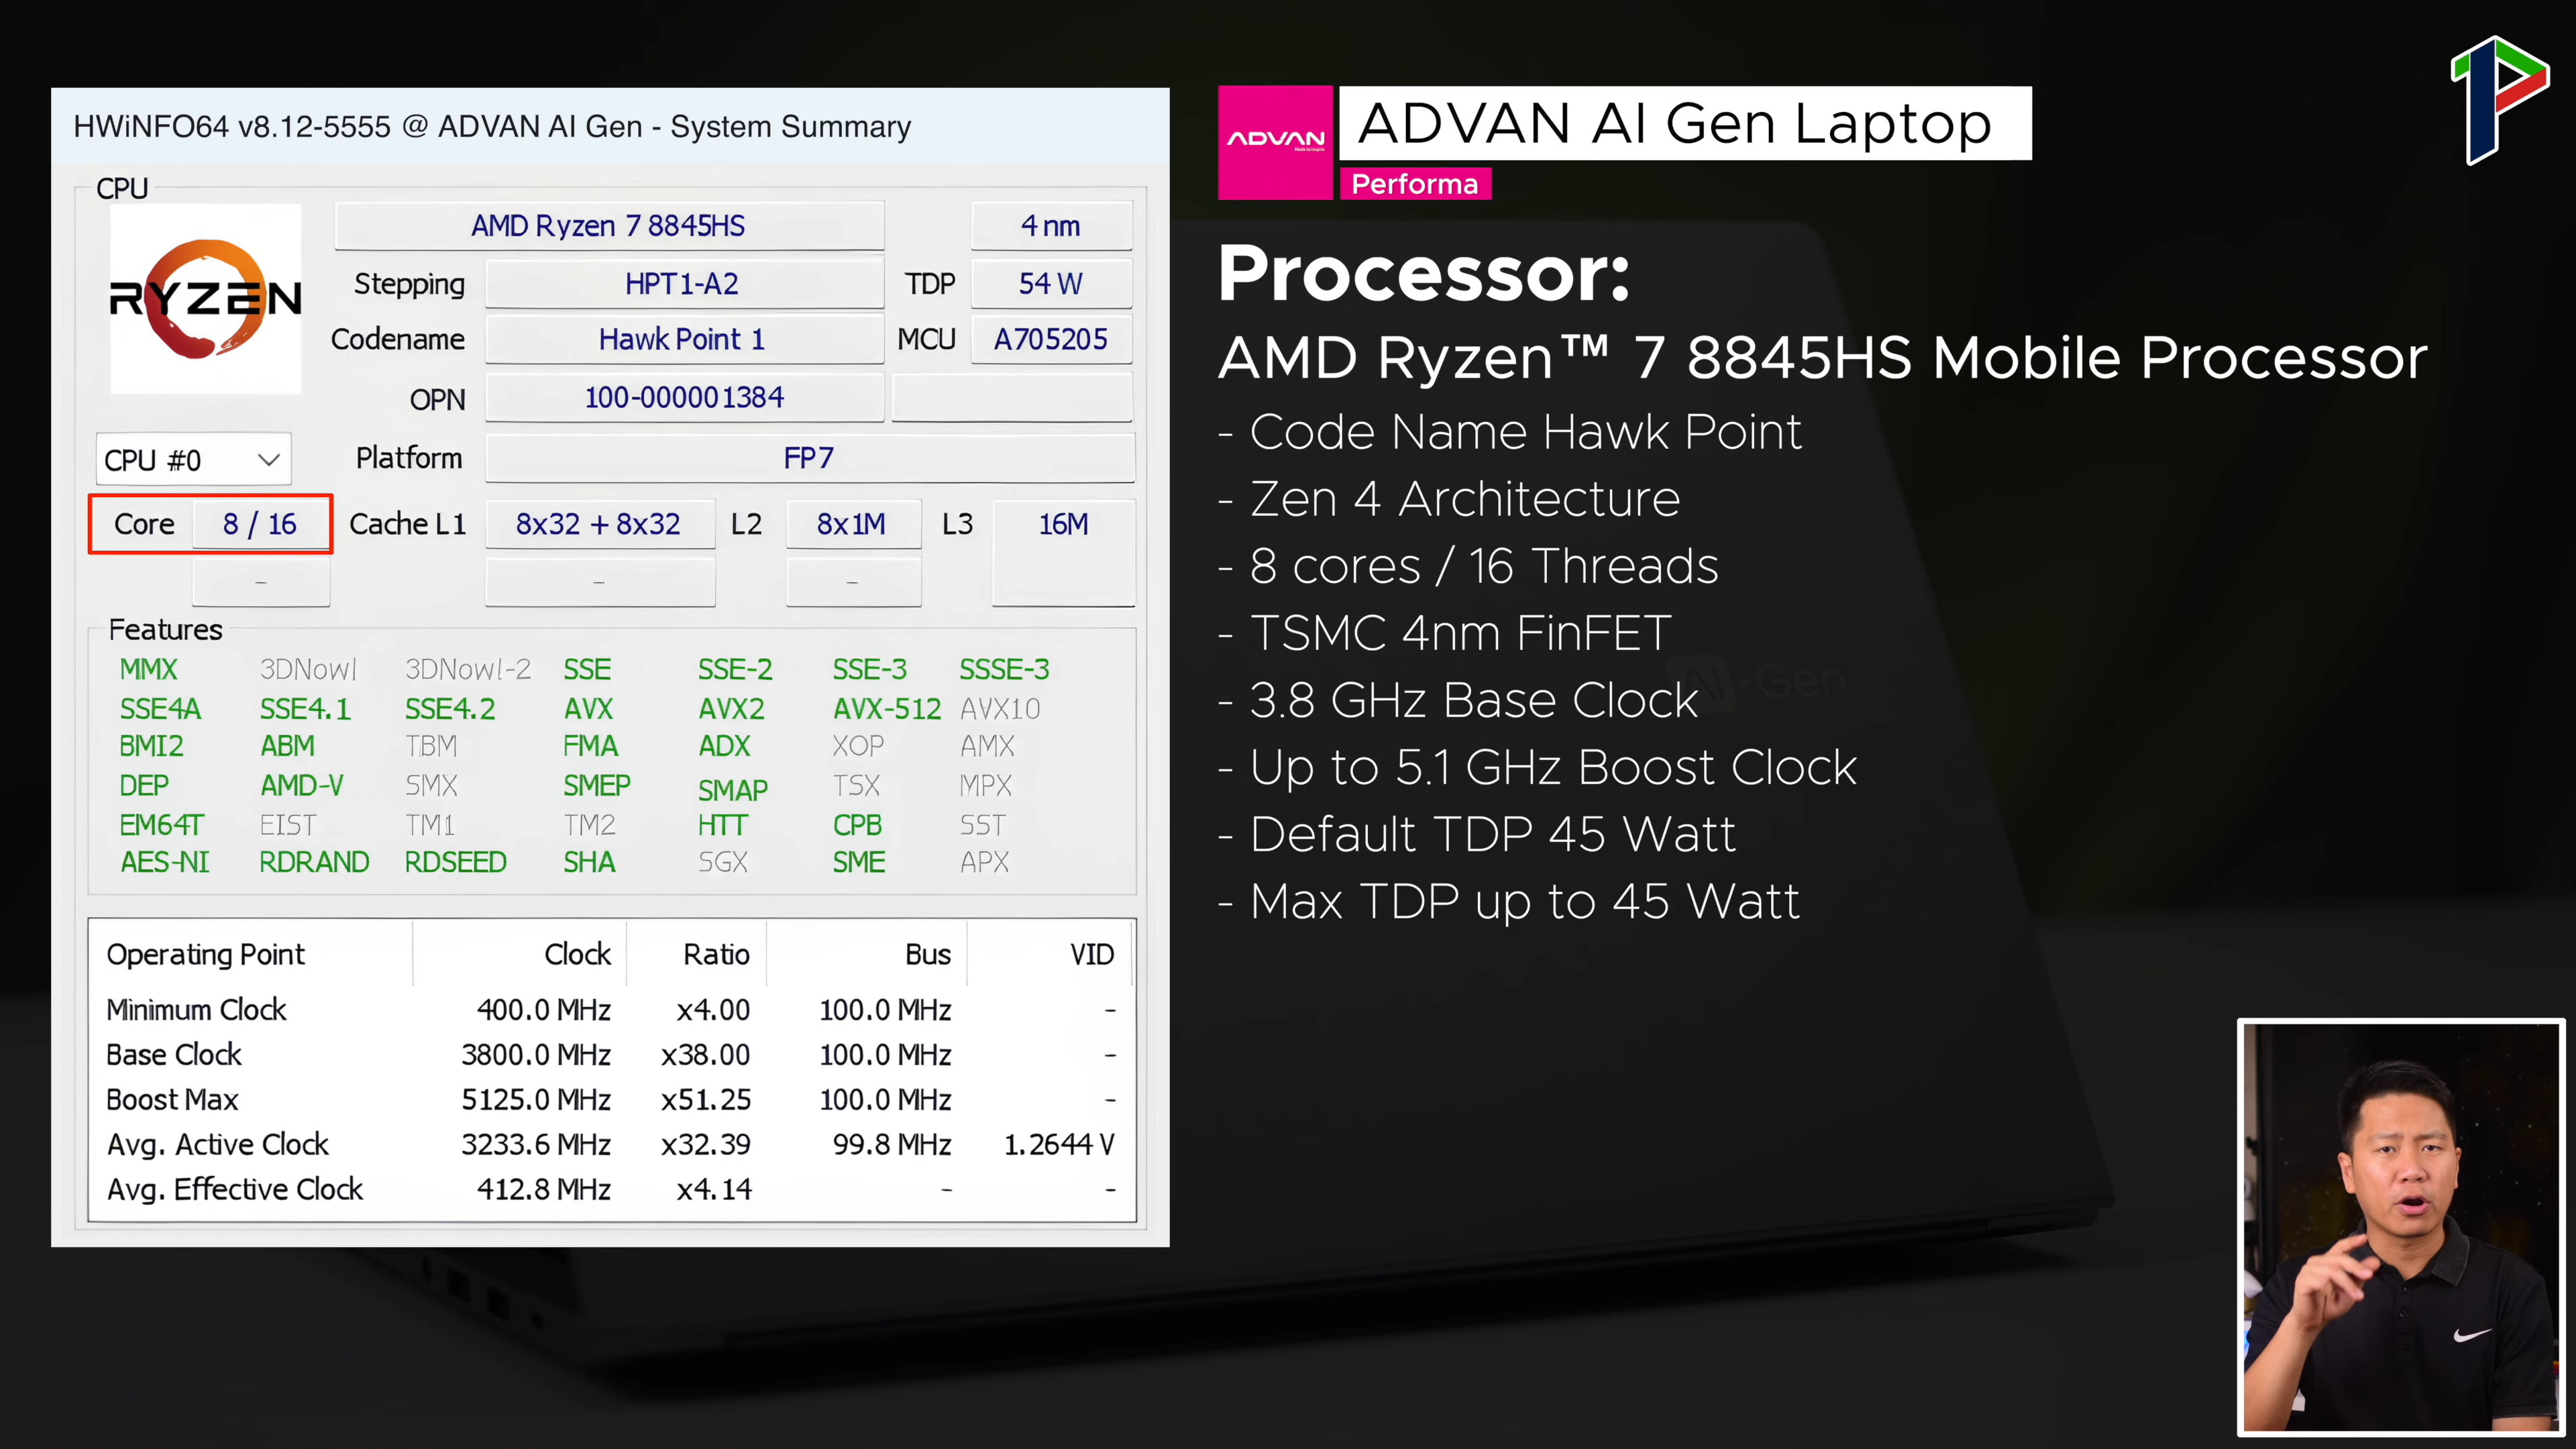 HWiNFO64 v8.12-5555 @ ADVAN AI Gen - System Summary
CPU
RYZEN
AMD Ryzen 7 8845HS 4 nm
Stepping HPT1-A2 TDP 54 W
Codename Hawk Point 1 MCU A705205
OPN 100-000001384
CPU #0 Platform FP7
Core 8 / 16 Cache L1 8x32 + 8x32 L2 8x1M L3 16M
- - -
Features
MMX 3DNow! 3DNow!-2 SSE SSE-2 SSE-3 SSSE-3
SSE4A SSE4.1 SSE4.2 AVX AVX2 AVX-512 AVX10
BMI2 ABM TBM FMA ADX XOP AMX
DEP AMD-V SMX SMEP SMAP TSX MPX
EM64T EIST TM1 TM2 HTT CPB SST
AES-NI RDRAND RDSEED SHA SGX SME APX
Operating Point Clock Ratio Bus VID
Minimum Clock 400.0 MHz x4.00 100.0 MHz -
Base Clock 3800.0 MHz x38.00 100.0 MHz -
Boost Max 5125.0 MHz x51.25 100.0 MHz -
Avg. Active Clock 3233.6 MHz x32.39 99.8 MHz 1.2644 V
Avg. Effective Clock 412.8 MHz x4.14 - -
ADVAN
ADVAN AI Gen Laptop
Performa
Processor:
AMD Ryzen™ 7 8845HS Mobile Processor
- Code Name Hawk Point
- Zen 4 Architecture
- 8 cores / 16 Threads
- TSMC 4nm FinFET
- 3.8 GHz Base Clock
- Up to 5.1 GHz Boost Clock
- Default TDP 45 Watt
- Max TDP up to 45 Watt
AI-Gen